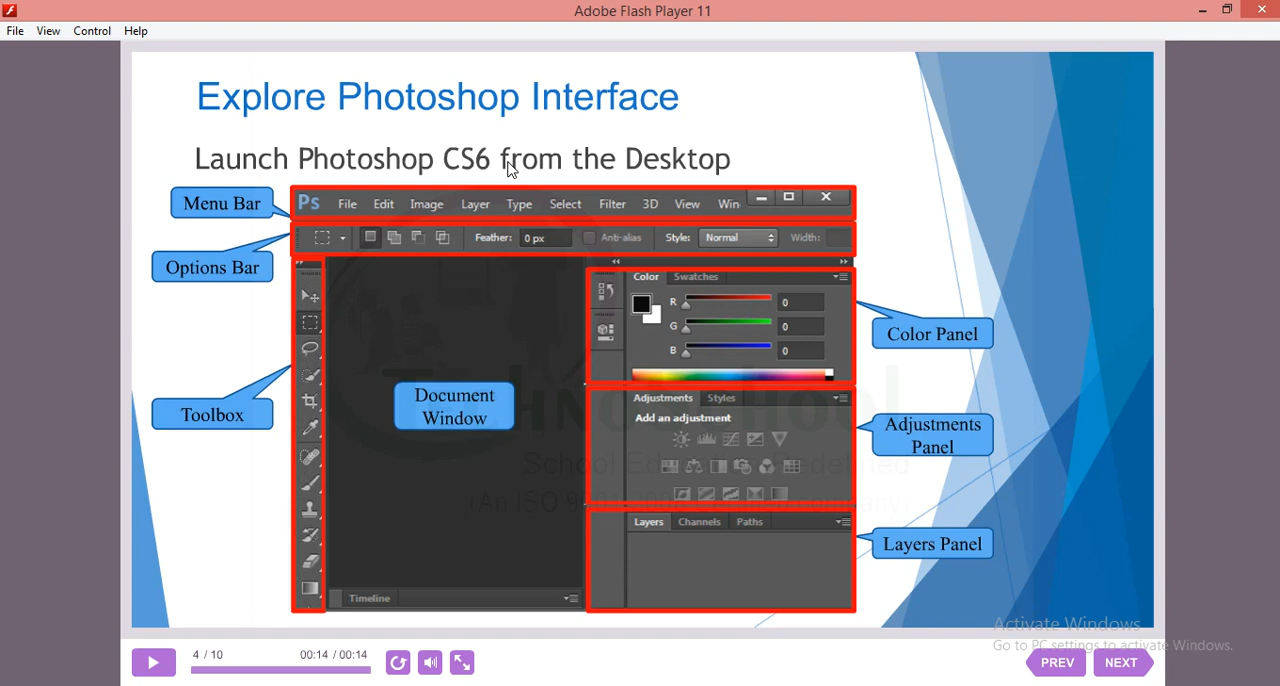 Adobe Flash Player 11
File View Control Help
Explore Photoshop Interface
Launch Photoshop CS6 from the Desktop
Menu Bar
Ps File Edit Image Layer Type Select Filter 3D View Win
Options Bar
Feather: 0 px Anti-alias Style: Normal Width:
Color Swatches
R 0
G 0
B 0
Color Panel
Toolbox
Document
Window
Adjustments Styles
Add an adjustment
Adjustments
Panel
School Education Redefined
Layers Channels Paths
Layers Panel
Timeline
Activate Windows
Go to PC settings to activate Windows.
4 / 10 00:14 / 00:14
PREV NEXT